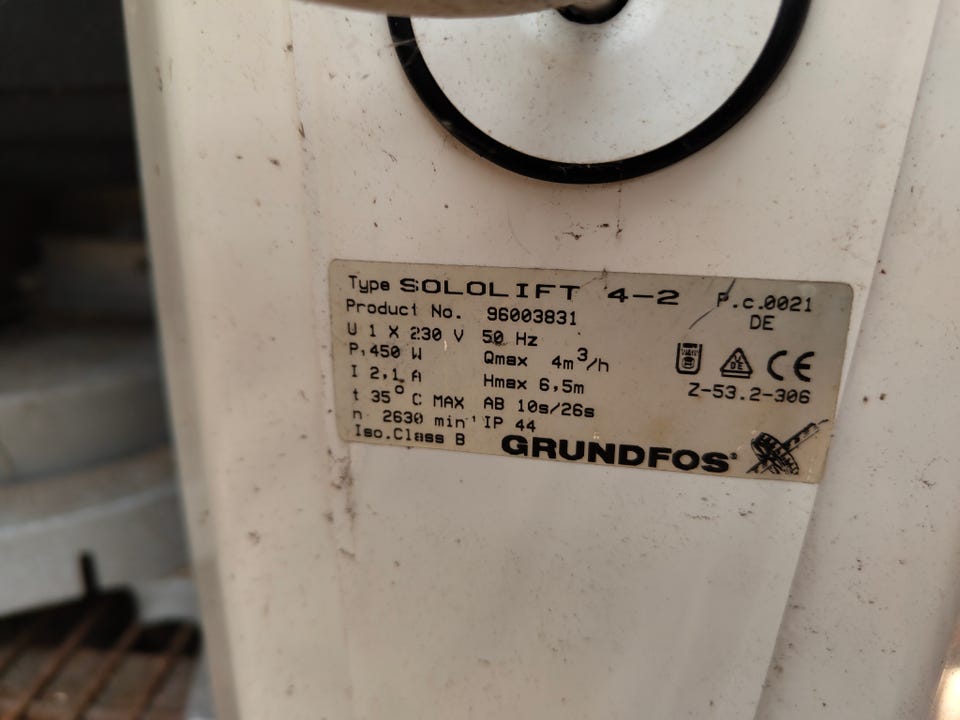 Type SOLOLIFT 4-2 P.c.0021
Product No. 96003831 DE
U 1 X 230 V 50 Hz
P₁ 450 W Qmax 4m³/h
I 2,1 A Hmax 6,5m
t 35° C MAX AB 10s/26s
n 2630 min⁻¹ IP 44
Iso.Class B
VDE CE
Z-53.2-306
GRUNDFOS